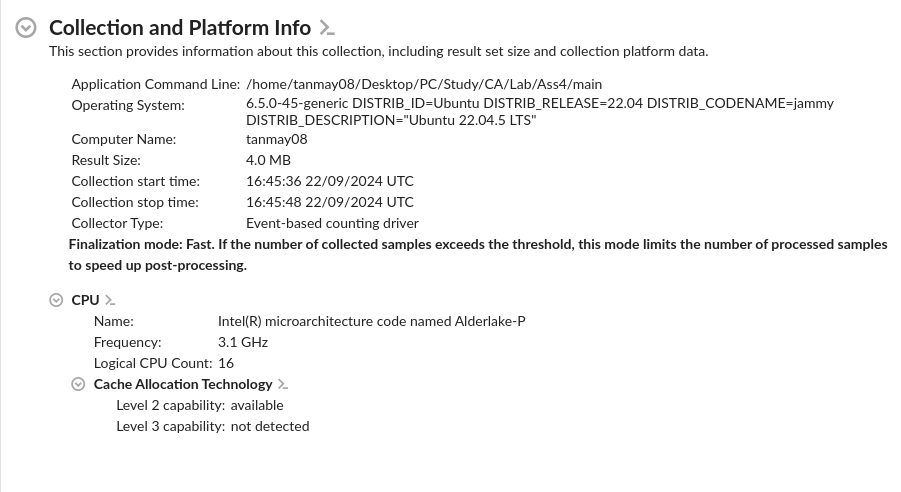 Collection and Platform Info
This section provides information about this collection, including result set size and collection platform data.
Application Command Line: /home/tanmay08/Desktop/PC/Study/CA/Lab/Ass4/main
Operating System: 6.5.0-45-generic DISTRIB_ID=Ubuntu DISTRIB_RELEASE=22.04 DISTRIB_CODENAME=jammy
DISTRIB_DESCRIPTION="Ubuntu 22.04.5 LTS"
Computer Name: tanmay08
Result Size: 4.0 MB
Collection start time: 16:45:36 22/09/2024 UTC
Collection stop time: 16:45:48 22/09/2024 UTC
Collector Type: Event-based counting driver
Finalization mode: Fast. If the number of collected samples exceeds the threshold, this mode limits the number of processed samples
to speed up post-processing.
CPU
Name: Intel(R) microarchitecture code named Alderlake-P
Frequency: 3.1 GHz
Logical CPU Count: 16
Cache Allocation Technology
Level 2 capability: available
Level 3 capability: not detected